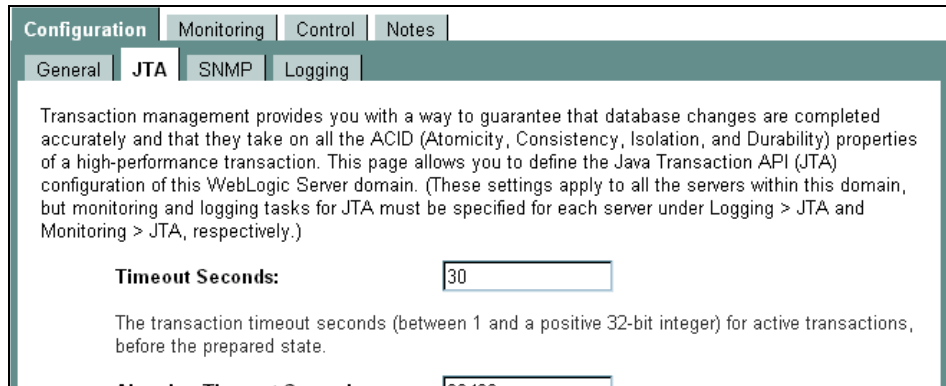 Configuration Monitoring Control Notes
General JTA SNMP Logging
Transaction management provides you with a way to guarantee that database changes are completed
accurately and that they take on all the ACID (Atomicity, Consistency, Isolation, and Durability) properties
of a high-performance transaction. This page allows you to define the Java Transaction API (JTA)
configuration of this WebLogic Server domain. (These settings apply to all the servers within this domain,
but monitoring and logging tasks for JTA must be specified for each server under Logging > JTA and
Monitoring > JTA, respectively.)
Timeout Seconds: 30
The transaction timeout seconds (between 1 and a positive 32-bit integer) for active transactions,
before the prepared state.